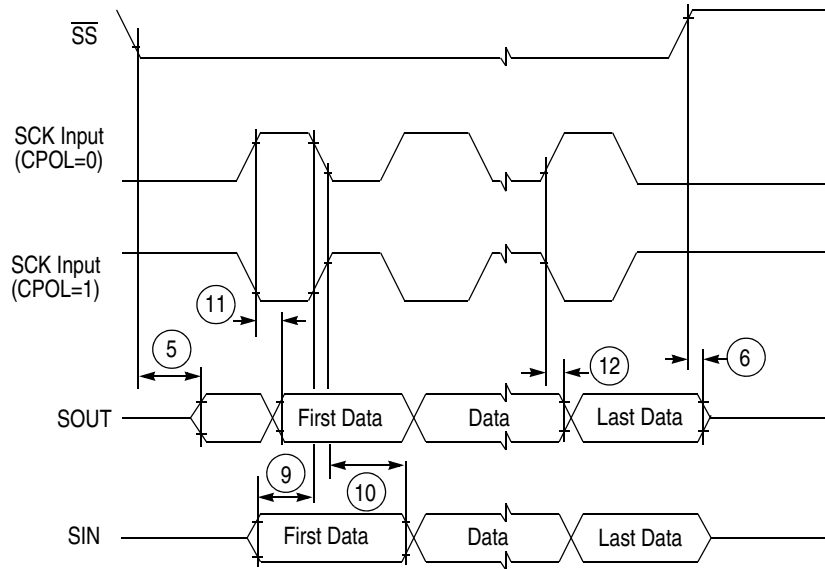 SS
SCK Input
(CPOL=0)
SCK Input
(CPOL=1)
11
5
12
6
SOUT
First Data
Data
Last Data
9
10
SIN
First Data
Data
Last Data